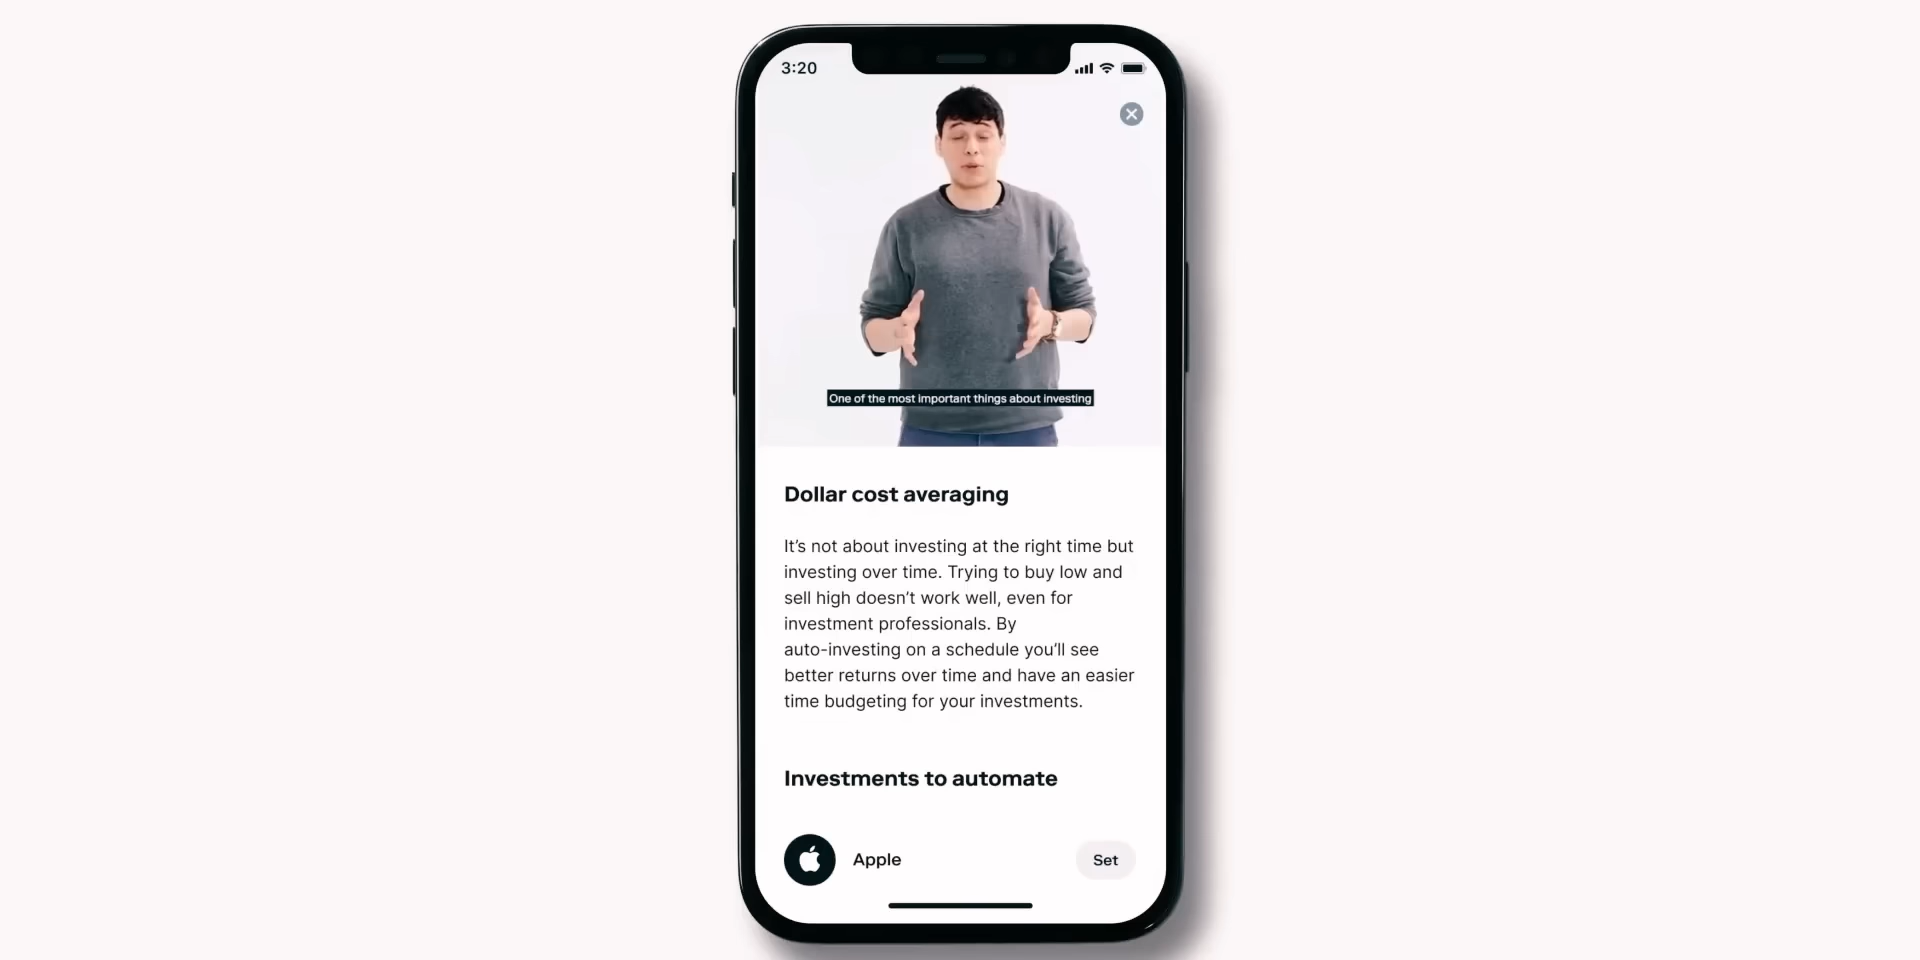 3:20
One of the most important things about investing
Dollar cost averaging
It’s not about investing at the right time but
investing over time. Trying to buy low and
sell high doesn’t work well, even for
investment professionals. By
auto-investing on a schedule you’ll see
better returns over time and have an easier
time budgeting for your investments.
Investments to automate
Apple
Set